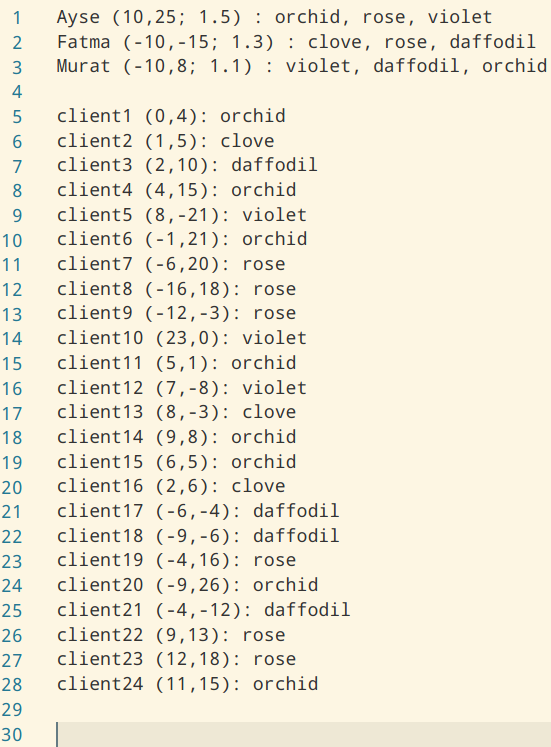 1 Ayse (10,25; 1.5) : orchid, rose, violet
2 Fatma (-10,-15; 1.3) : clove, rose, daffodil
3 Murat (-10,8; 1.1) : violet, daffodil, orchid
4
5 client1 (0,4): orchid
6 client2 (1,5): clove
7 client3 (2,10): daffodil
8 client4 (4,15): orchid
9 client5 (8,-21): violet
10 client6 (-1,21): orchid
11 client7 (-6,20): rose
12 client8 (-16,18): rose
13 client9 (-12,-3): rose
14 client10 (23,0): violet
15 client11 (5,1): orchid
16 client12 (7,-8): violet
17 client13 (8,-3): clove
18 client14 (9,8): orchid
19 client15 (6,5): orchid
20 client16 (2,6): clove
21 client17 (-6,-4): daffodil
22 client18 (-9,-6): daffodil
23 client19 (-4,16): rose
24 client20 (-9,26): orchid
25 client21 (-4,-12): daffodil
26 client22 (9,13): rose
27 client23 (12,18): rose
28 client24 (11,15): orchid
29
30